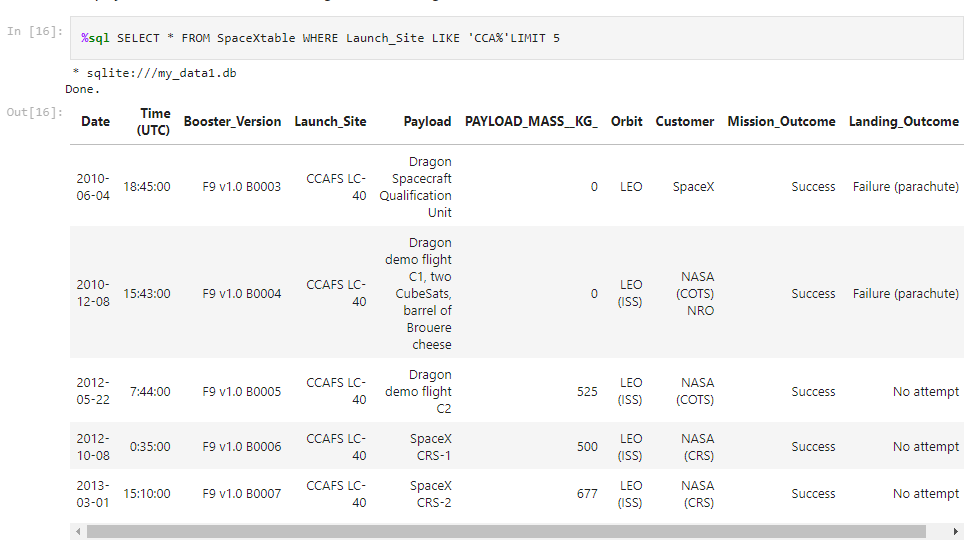 In [16]: %sql SELECT * FROM SpaceXtable WHERE Launch_Site LIKE 'CCA%'LIMIT 5
* sqlite:///my_data1.db
Done.
Out[16]:
Date Time (UTC) Booster_Version Launch_Site Payload PAYLOAD_MASS__KG_ Orbit Customer Mission_Outcome Landing_Outcome
2010-06-04 18:45:00 F9 v1.0 B0003 CCAFS LC-40 Dragon Spacecraft Qualification Unit 0 LEO SpaceX Success Failure (parachute)
2010-12-08 15:43:00 F9 v1.0 B0004 CCAFS LC-40 Dragon demo flight C1, two CubeSats, barrel of Brouere cheese 0 LEO (ISS) NASA (COTS) NRO Success Failure (parachute)
2012-05-22 7:44:00 F9 v1.0 B0005 CCAFS LC-40 Dragon demo flight C2 525 LEO (ISS) NASA (COTS) Success No attempt
2012-10-08 0:35:00 F9 v1.0 B0006 CCAFS LC-40 SpaceX CRS-1 500 LEO (ISS) NASA (CRS) Success No attempt
2013-03-01 15:10:00 F9 v1.0 B0007 CCAFS LC-40 SpaceX CRS-2 677 LEO (ISS) NASA (CRS) Success No attempt